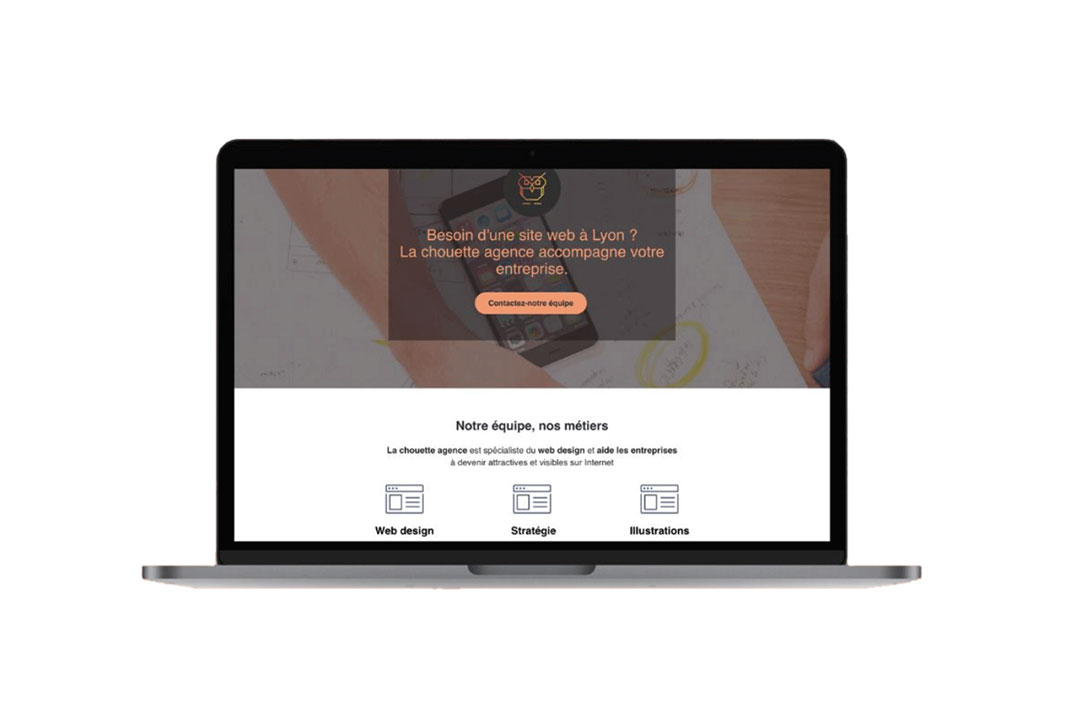 Besoin d'une site web à Lyon ?
La chouette agence accompagne votre
entreprise.
Contactez-notre équipe
Notre équipe, nos métiers
La chouette agence est spécialiste du web design et aide les entreprises
à devenir attractives et visibles sur Internet
Web design
Stratégie
Illustrations